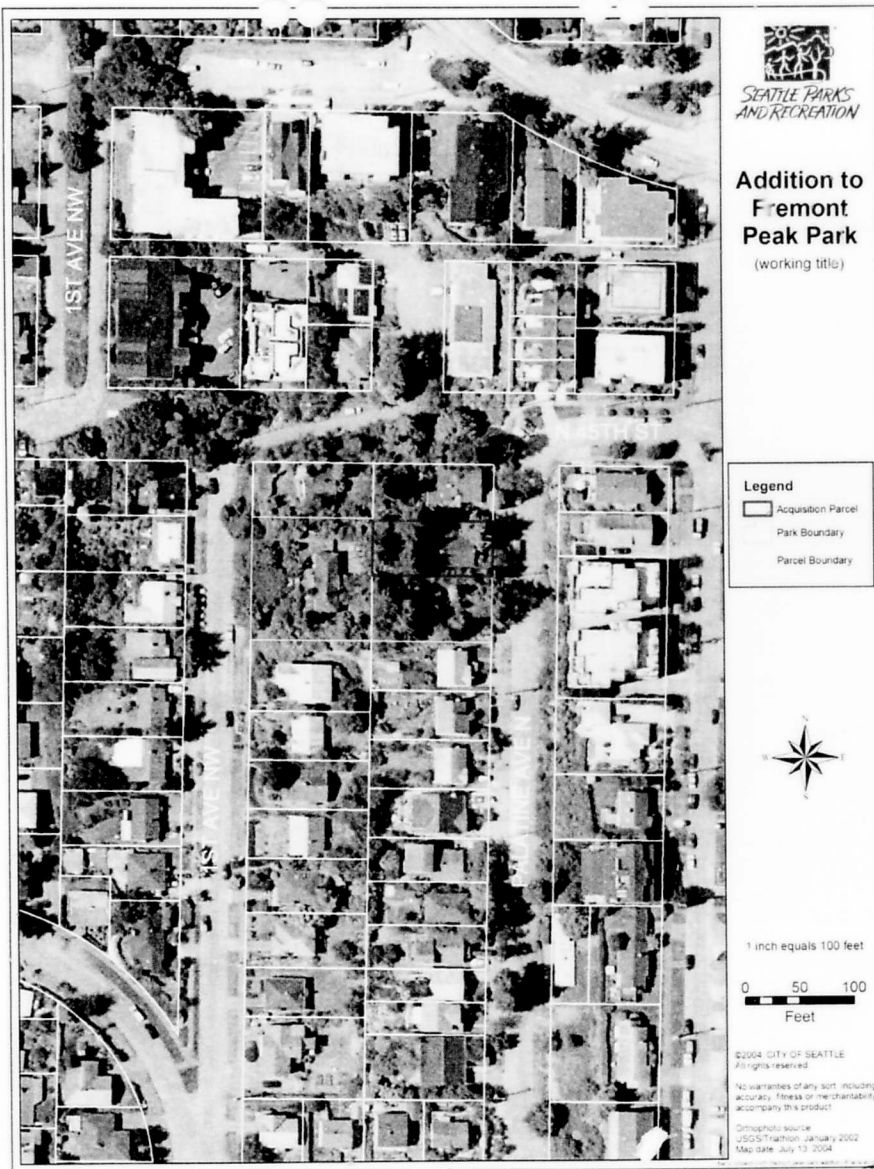 SEATTLE PARKS
AND RECREATION
Addition to
Fremont
Peak Park
(working title)
1ST AVE NW
N 45TH ST
Legend
Acquisition Parcel
Park Boundary
Parcel Boundary
1ST AVE NW
PALATINE AVE N
N
W
E
S
1 inch equals 100 feet
0 50 100
Feet
©2004 CITY OF SEATTLE
All rights reserved.
No warranties of any sort, including
accuracy, fitness or merchantability
accompany this product.
Orthophoto source
USGS/Triathlon, January 2002
Map date: July 13, 2004